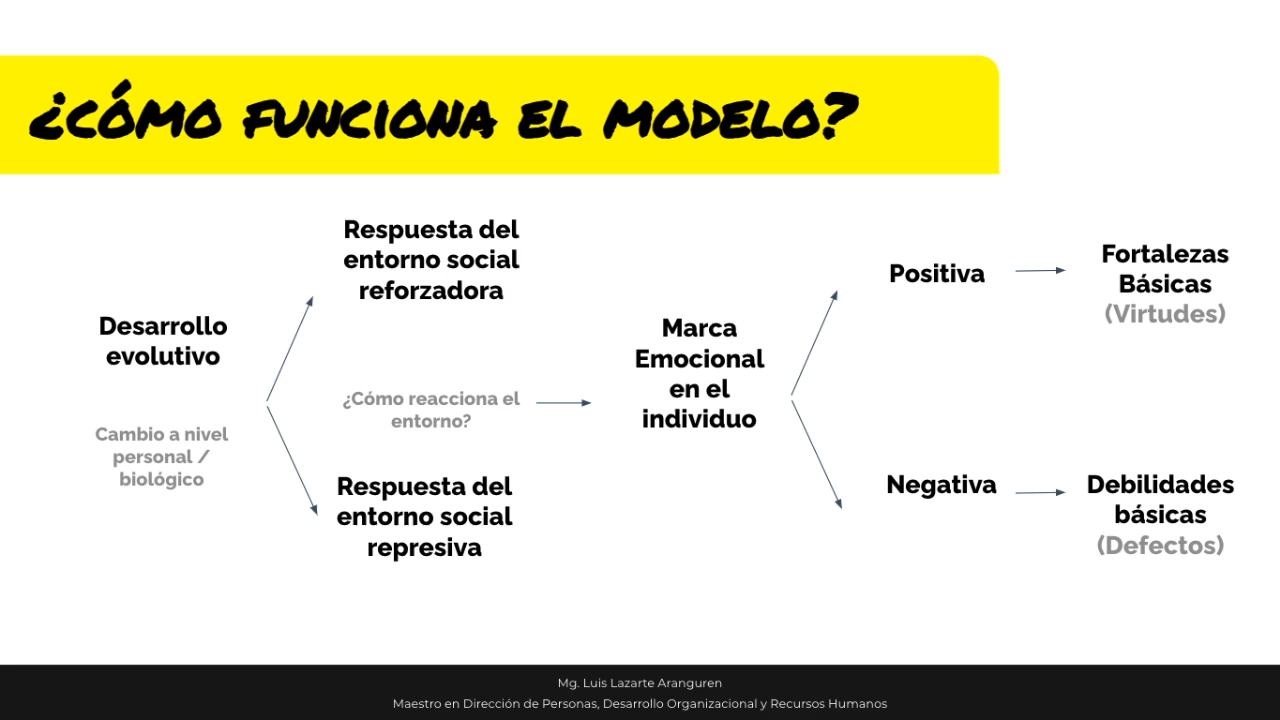 ¿CÓMO FUNCIONA EL MODELO?
Desarrollo
evolutivo
Cambio a nivel
personal /
biológico
Respuesta del
entorno social
reforzadora
¿Cómo reacciona el
entorno?
Respuesta del
entorno social
represiva
Marca
Emocional
en el
individuo
Positiva
Fortalezas
Básicas
(Virtudes)
Negativa
Debilidades
básicas
(Defectos)
Mg. Luis Lazarte Aranguren
Maestro en Dirección de Personas, Desarrollo Organizacional y Recursos Humanos